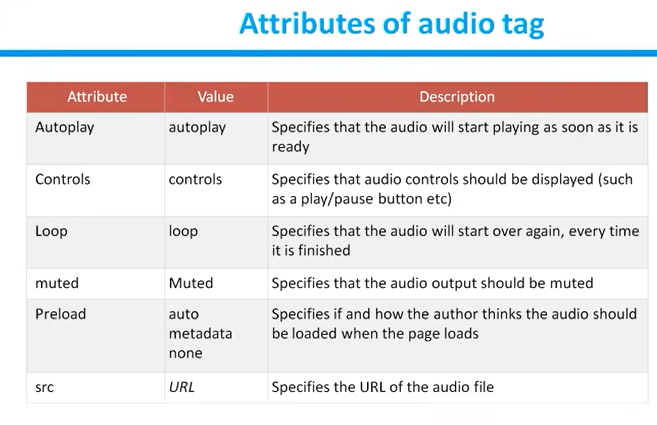 Attributes of audio tag
Attribute Value Description
Autoplay autoplay Specifies that the audio will start playing as soon as it is
ready
Controls controls Specifies that audio controls should be displayed (such
as a play/pause button etc)
Loop loop Specifies that the audio will start over again, every time
it is finished
muted Muted Specifies that the audio output should be muted
Preload auto Specifies if and how the author thinks the audio should
metadata be loaded when the page loads
none
src URL Specifies the URL of the audio file